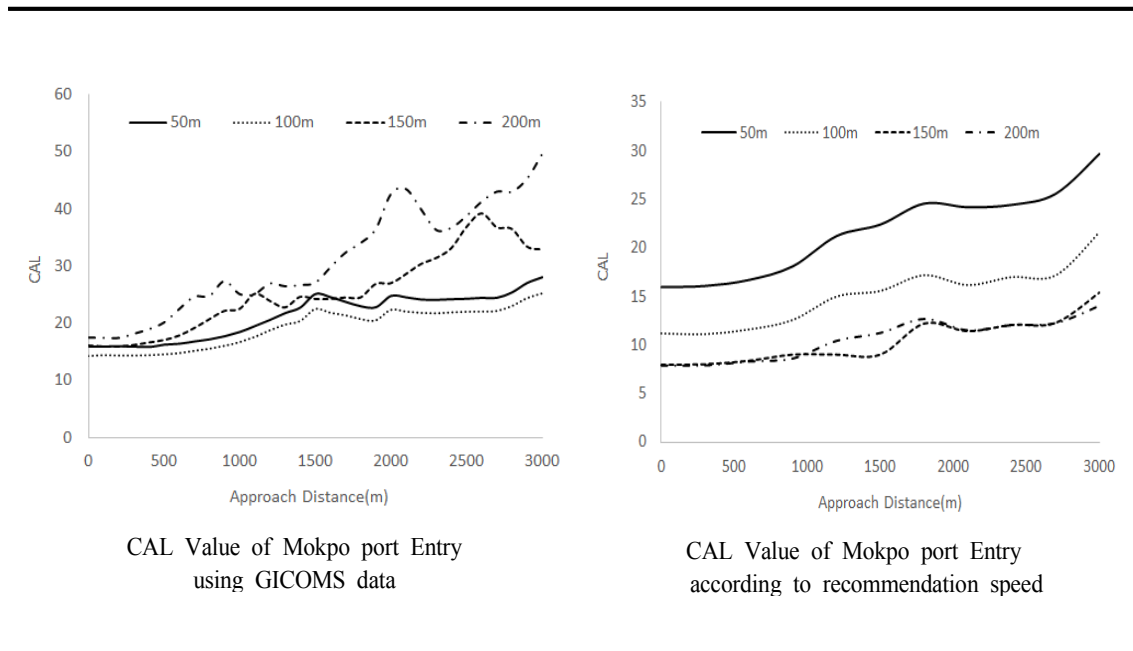 60
50
40
30
20
10
0
CAL
50m 100m 150m 200m
0 500 1000 1500 2000 2500 3000
Approach Distance(m)
CAL Value of Mokpo port Entry
using GICOMS data
35
30
25
20
15
10
5
0
CAL
50m 100m 150m 200m
0 500 1000 1500 2000 2500 3000
Approach Distance(m)
CAL Value of Mokpo port Entry
according to recommendation speed